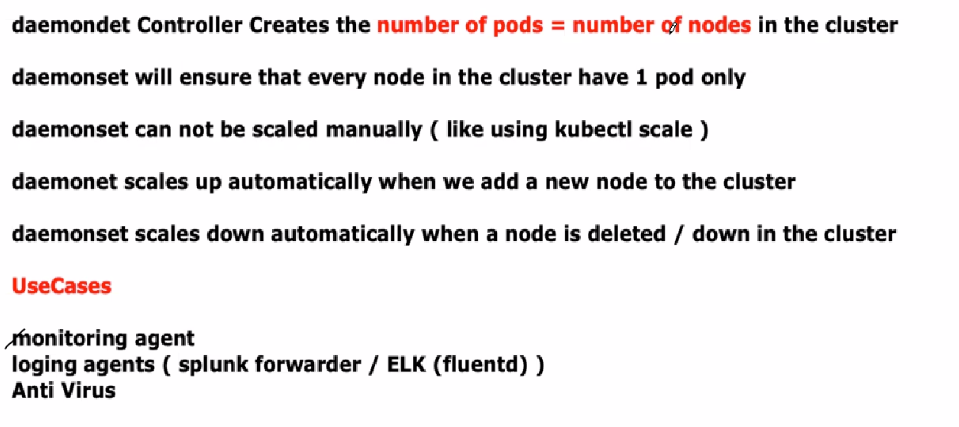 daemondet Controller Creates the number of pods = number of nodes in the cluster
daemonset will ensure that every node in the cluster have 1 pod only
daemonset can not be scaled manually ( like using kubectl scale )
daemonet scales up automatically when we add a new node to the cluster
daemonset scales down automatically when a node is deleted / down in the cluster
UseCases
monitoring agent
loging agents ( splunk forwarder / ELK (fluentd) )
Anti Virus